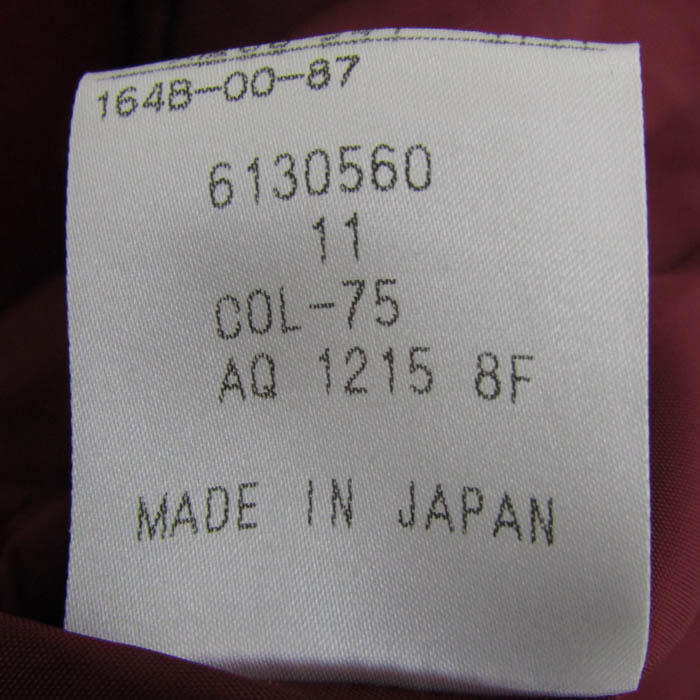 1648-00-87
6130560
11
COL-75
AQ 1215 8F
MADE IN JAPAN